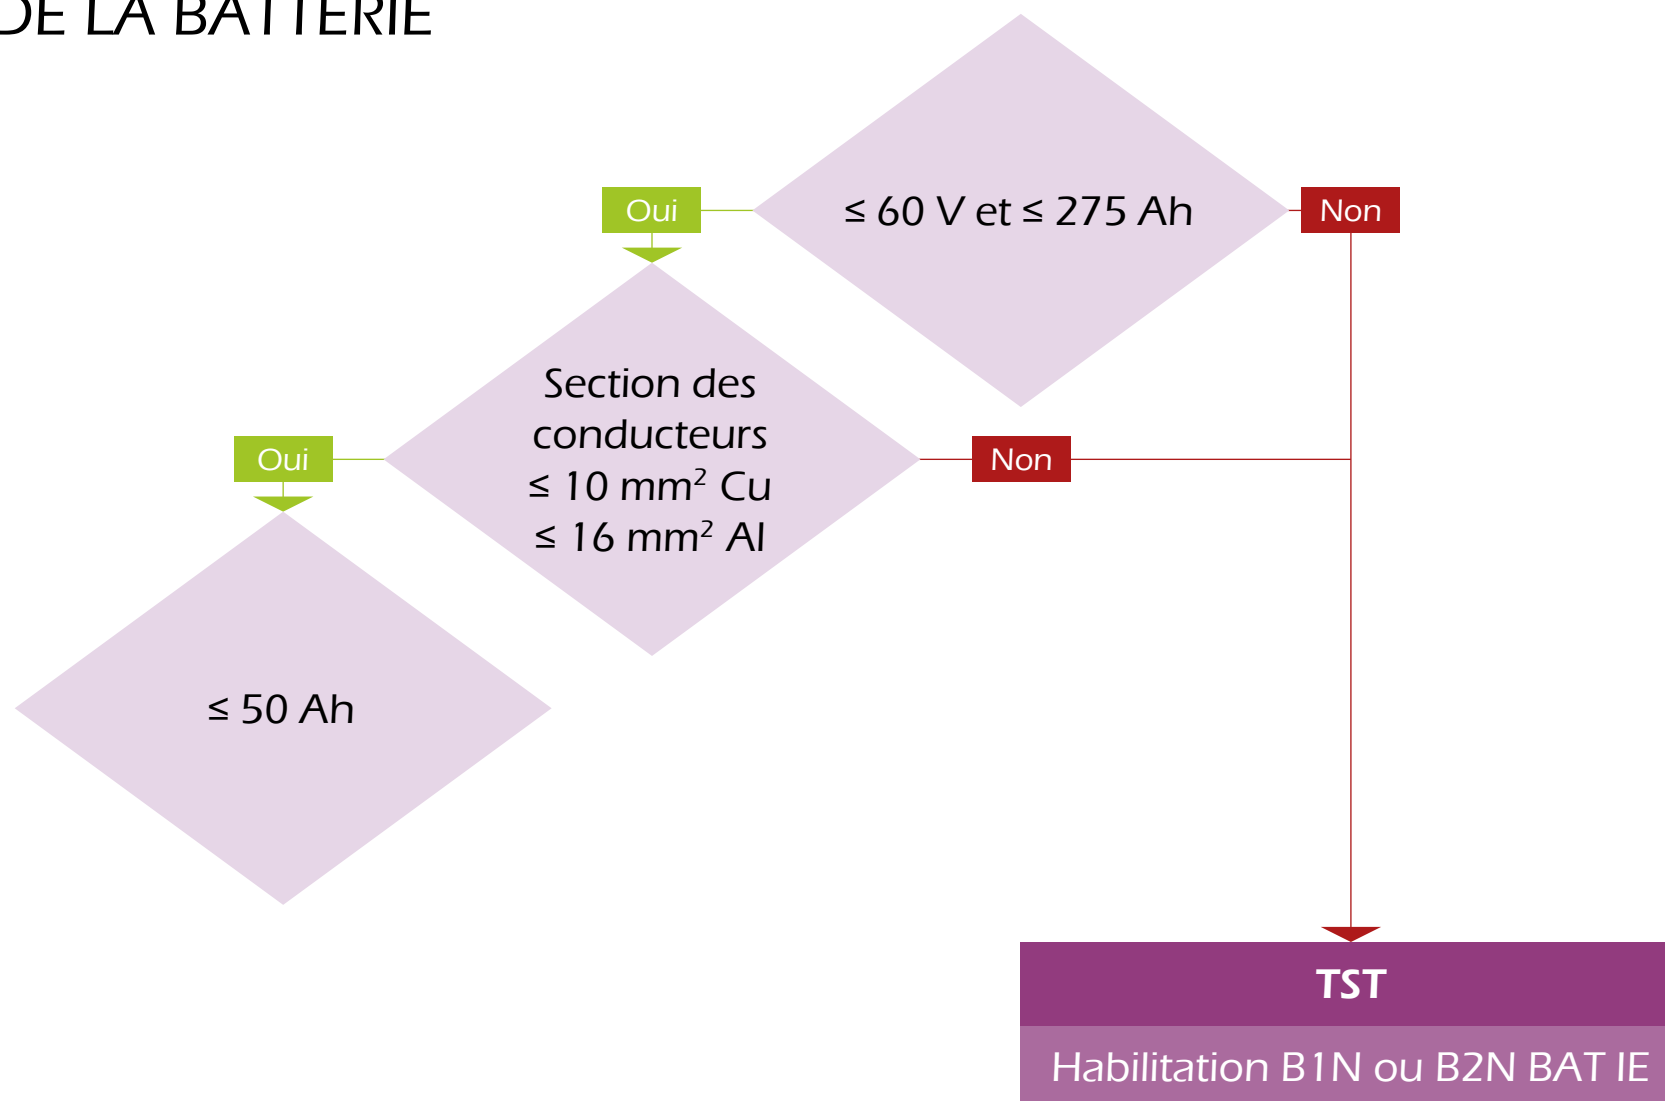 DE LA BATTERIE
≤ 60 V et ≤ 275 Ah
Oui
Non
Section des
conducteurs
≤ 10 mm² Cu
≤ 16 mm² Al
Oui
Non
≤ 50 Ah
TST
Habilitation B1N ou B2N BAT IE